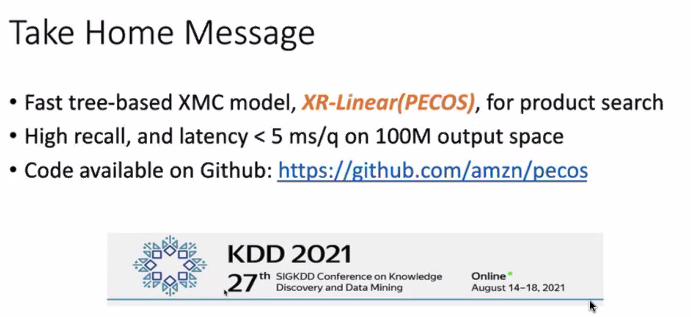 Take Home Message
• Fast tree-based XMC model, XR-Linear(PECOS), for product search
• High recall, and latency < 5 ms/q on 100M output space
• Code available on Github: https://github.com/amzn/pecos
KDD 2021
27th SIGKDD Conference on Knowledge
Discovery and Data Mining
Online
August 14–18, 2021